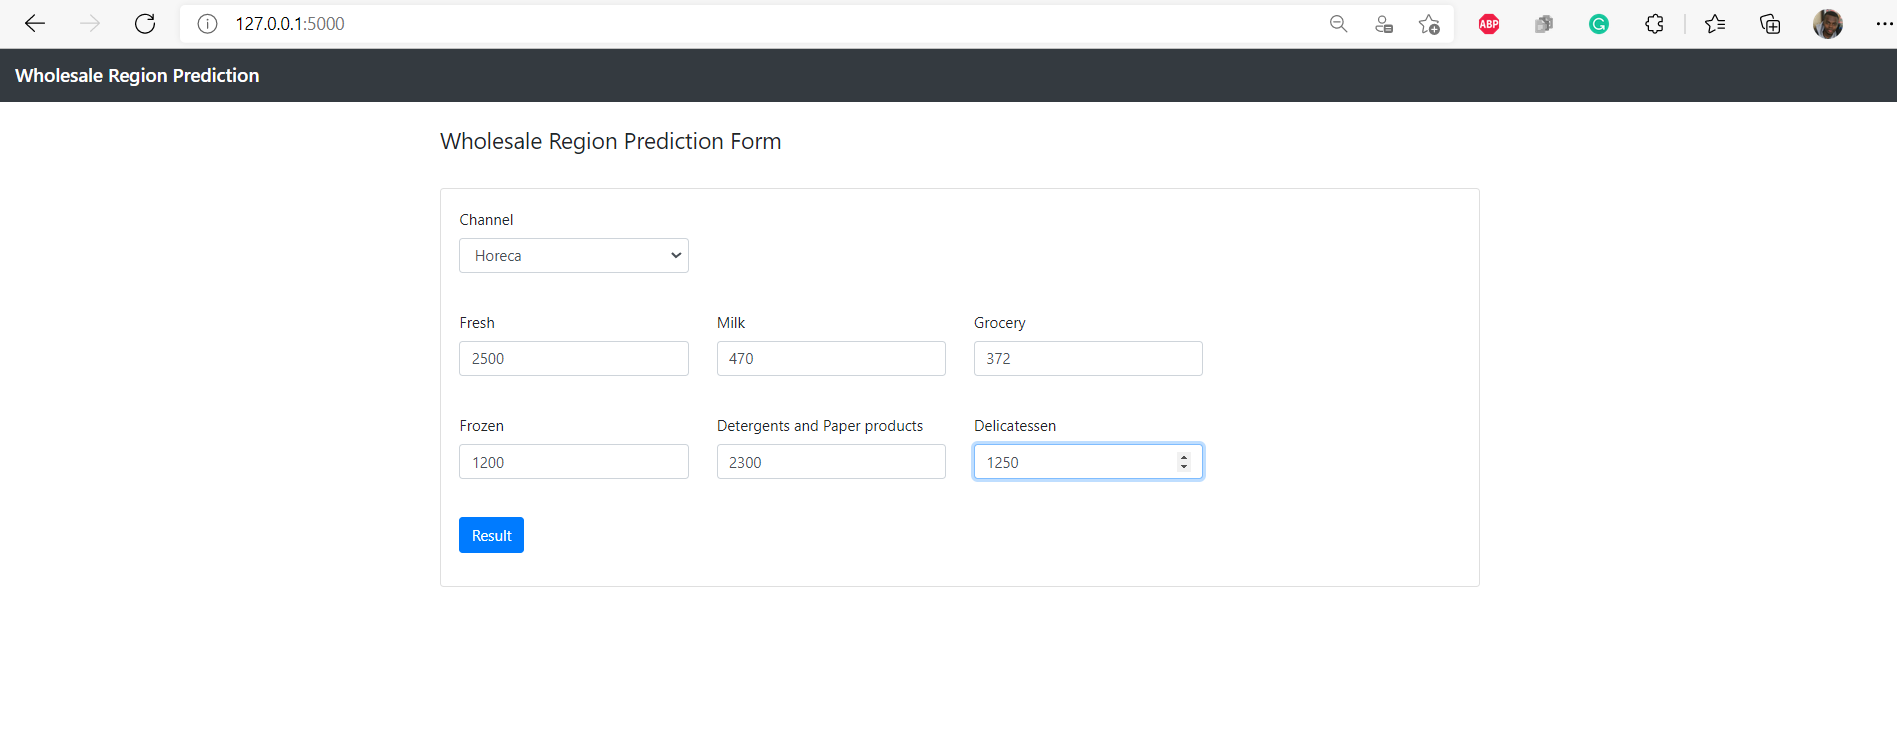 127.0.0.1:5000
ABP
G
Wholesale Region Prediction
Wholesale Region Prediction Form
Channel
Horeca
Fresh Milk Grocery
2500 470 372
Frozen Detergents and Paper products Delicatessen
1200 2300 1250
Result